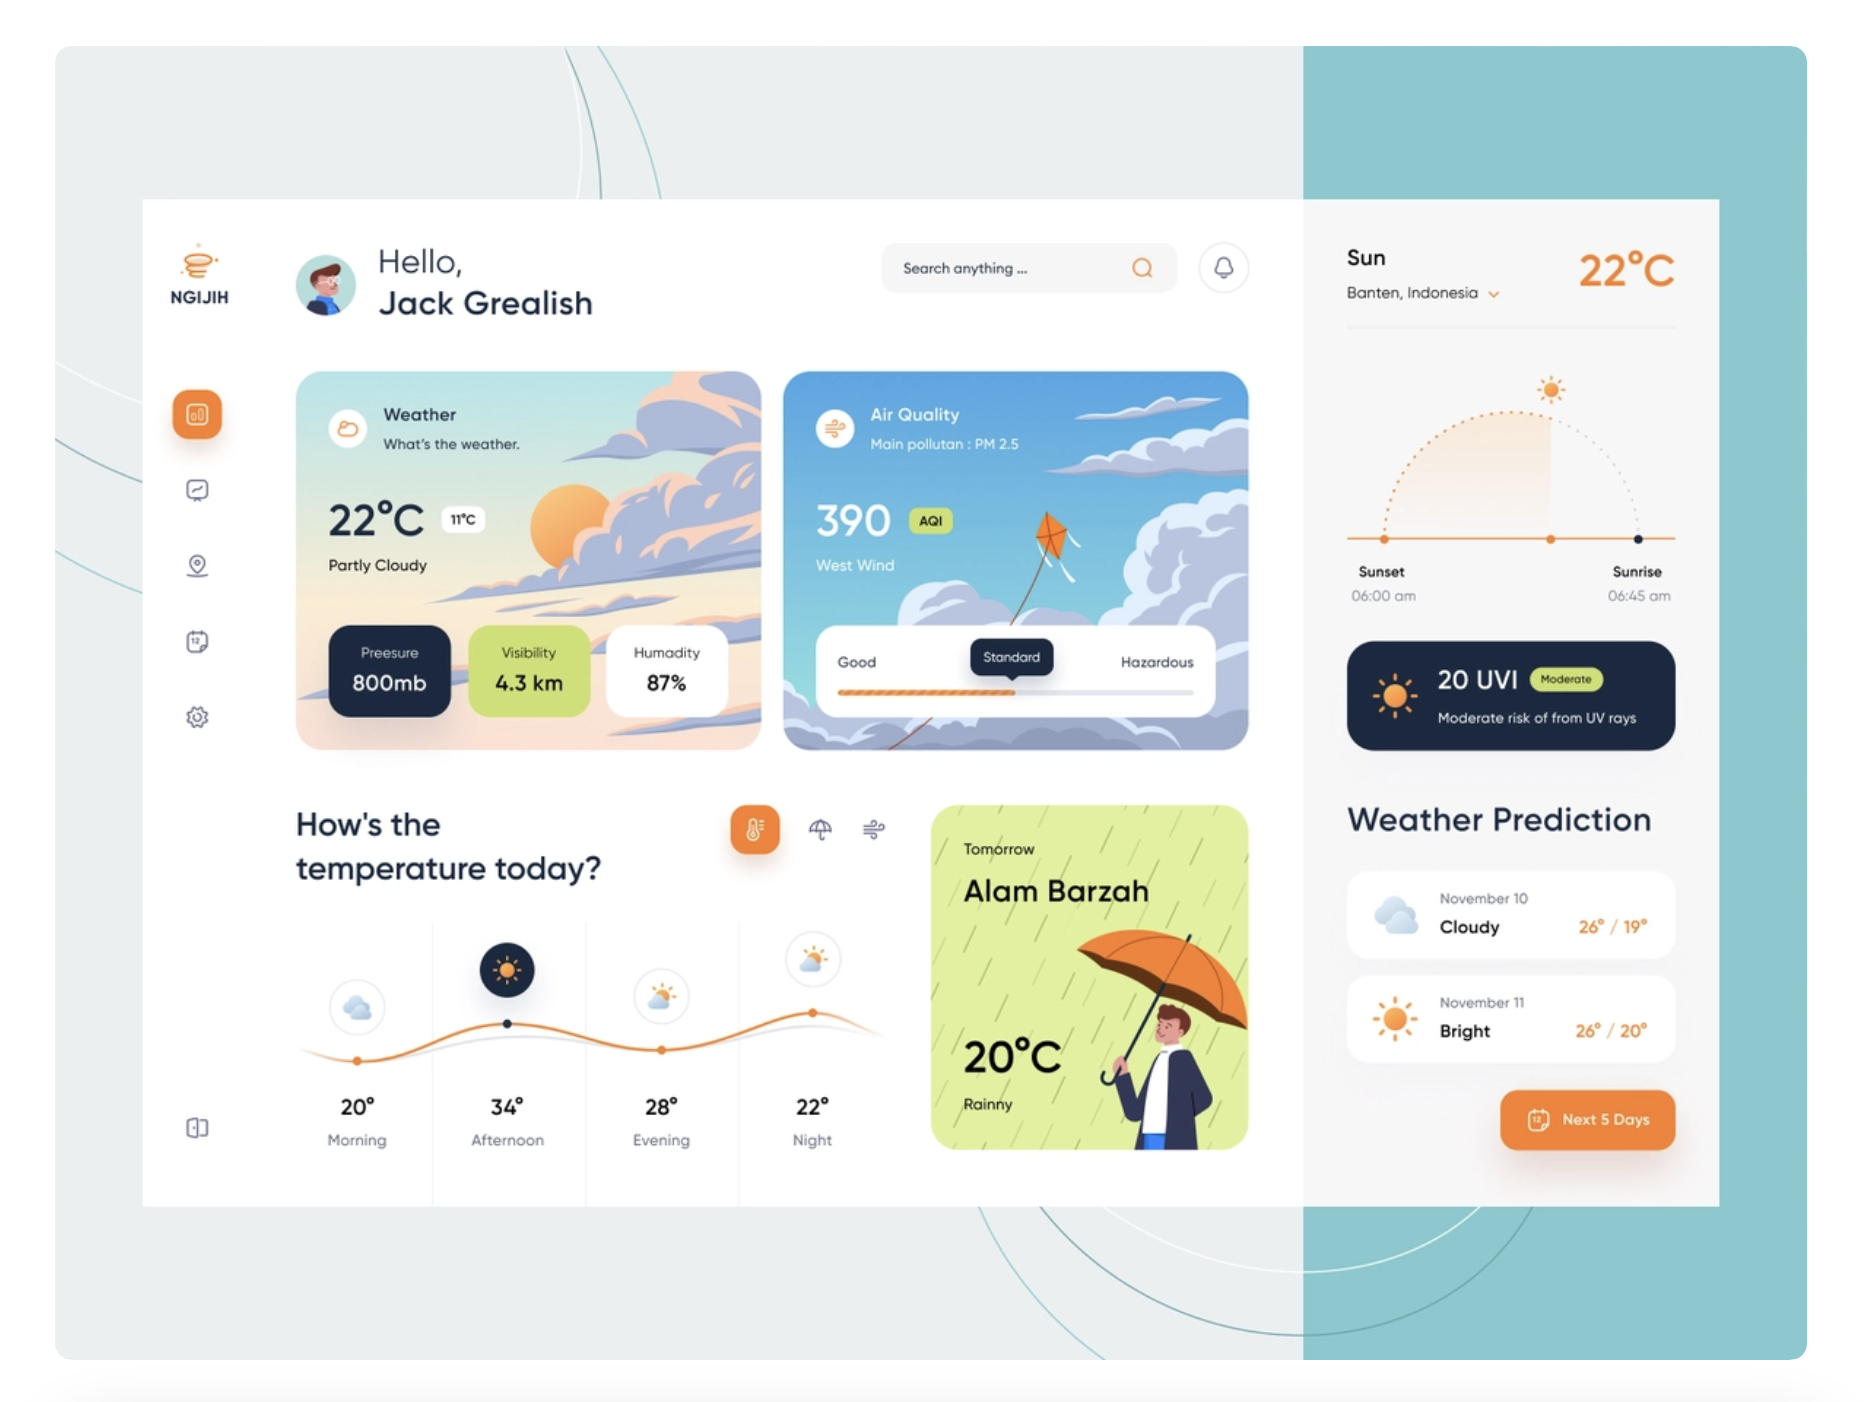 NGIJIH
Hello,
Jack Grealish
Search anything ...
Weather
What's the weather.
22°C
11°C
Partly Cloudy
Preesure
800mb
Visibility
4.3 km
Humadity
87%
Air Quality
Main pollutan : PM 2.5
390
AQI
West Wind
Good
Standard
Hazardous
12
How's the
temperature today?
20°
Morning
34°
Afternoon
28°
Evening
22°
Night
Tomorrow
Alam Barzah
20°C
Rainny
Sun
Banten, Indonesia
22°C
Sunset
06:00 am
Sunrise
06:45 am
20 UVI
Moderate
Moderate risk of from UV rays
Weather Prediction
November 10
Cloudy
26° / 19°
November 11
Bright
26° / 20°
12
Next 5 Days